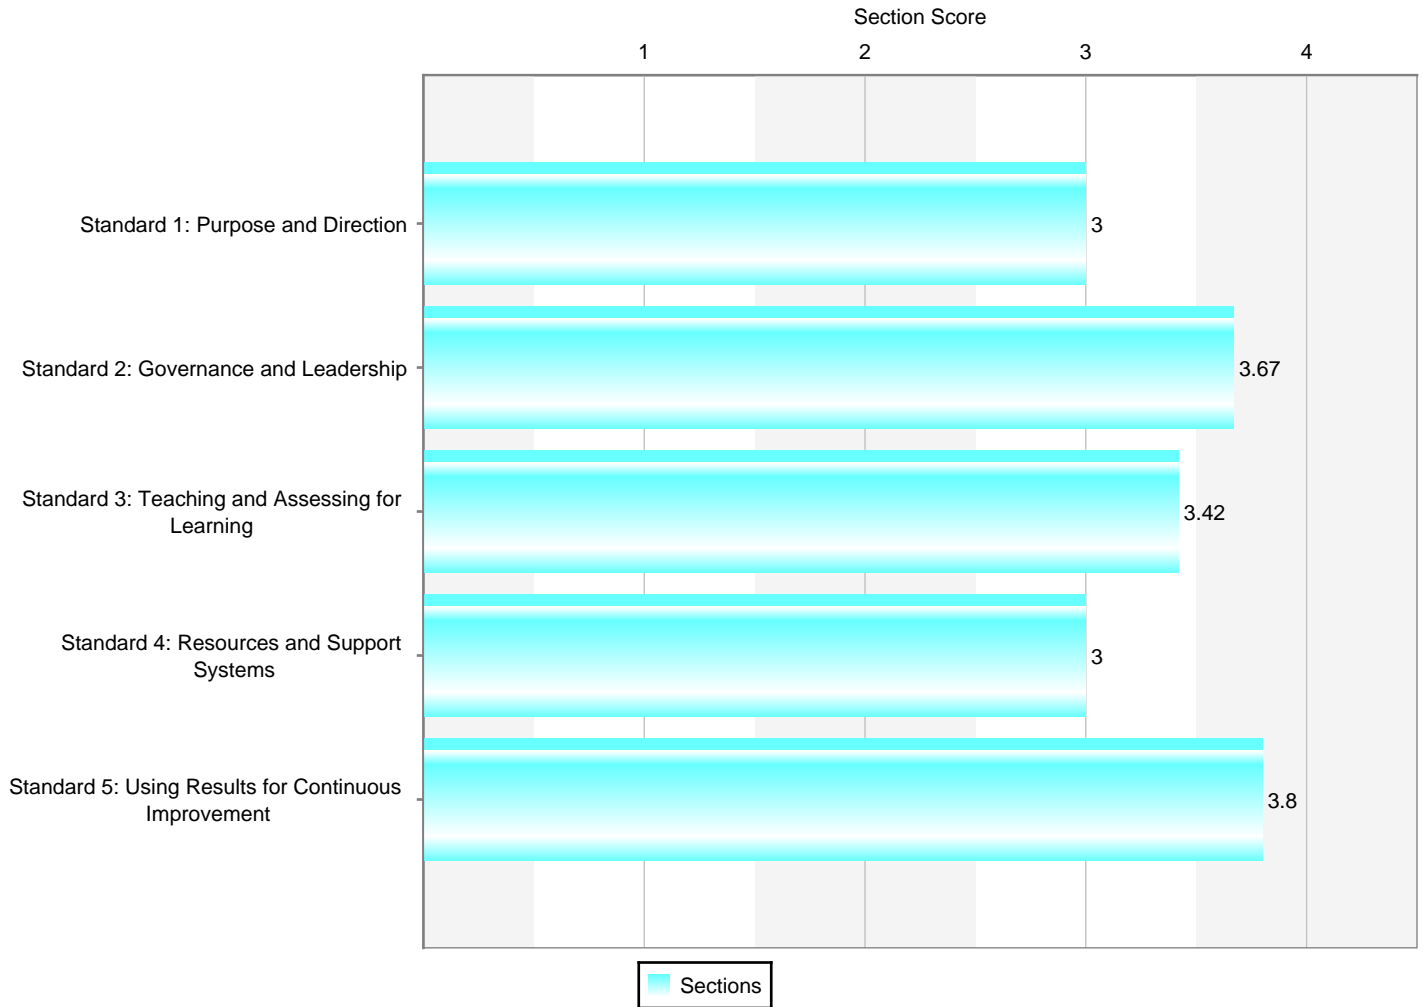 Section Score
1 2 3 4
Standard 1: Purpose and Direction 3
Standard 2: Governance and Leadership 3.67
Standard 3: Teaching and Assessing for
Learning
3.42
Standard 4: Resources and Support
Systems
3
Standard 5: Using Results for Continuous
Improvement
3.8
Sections